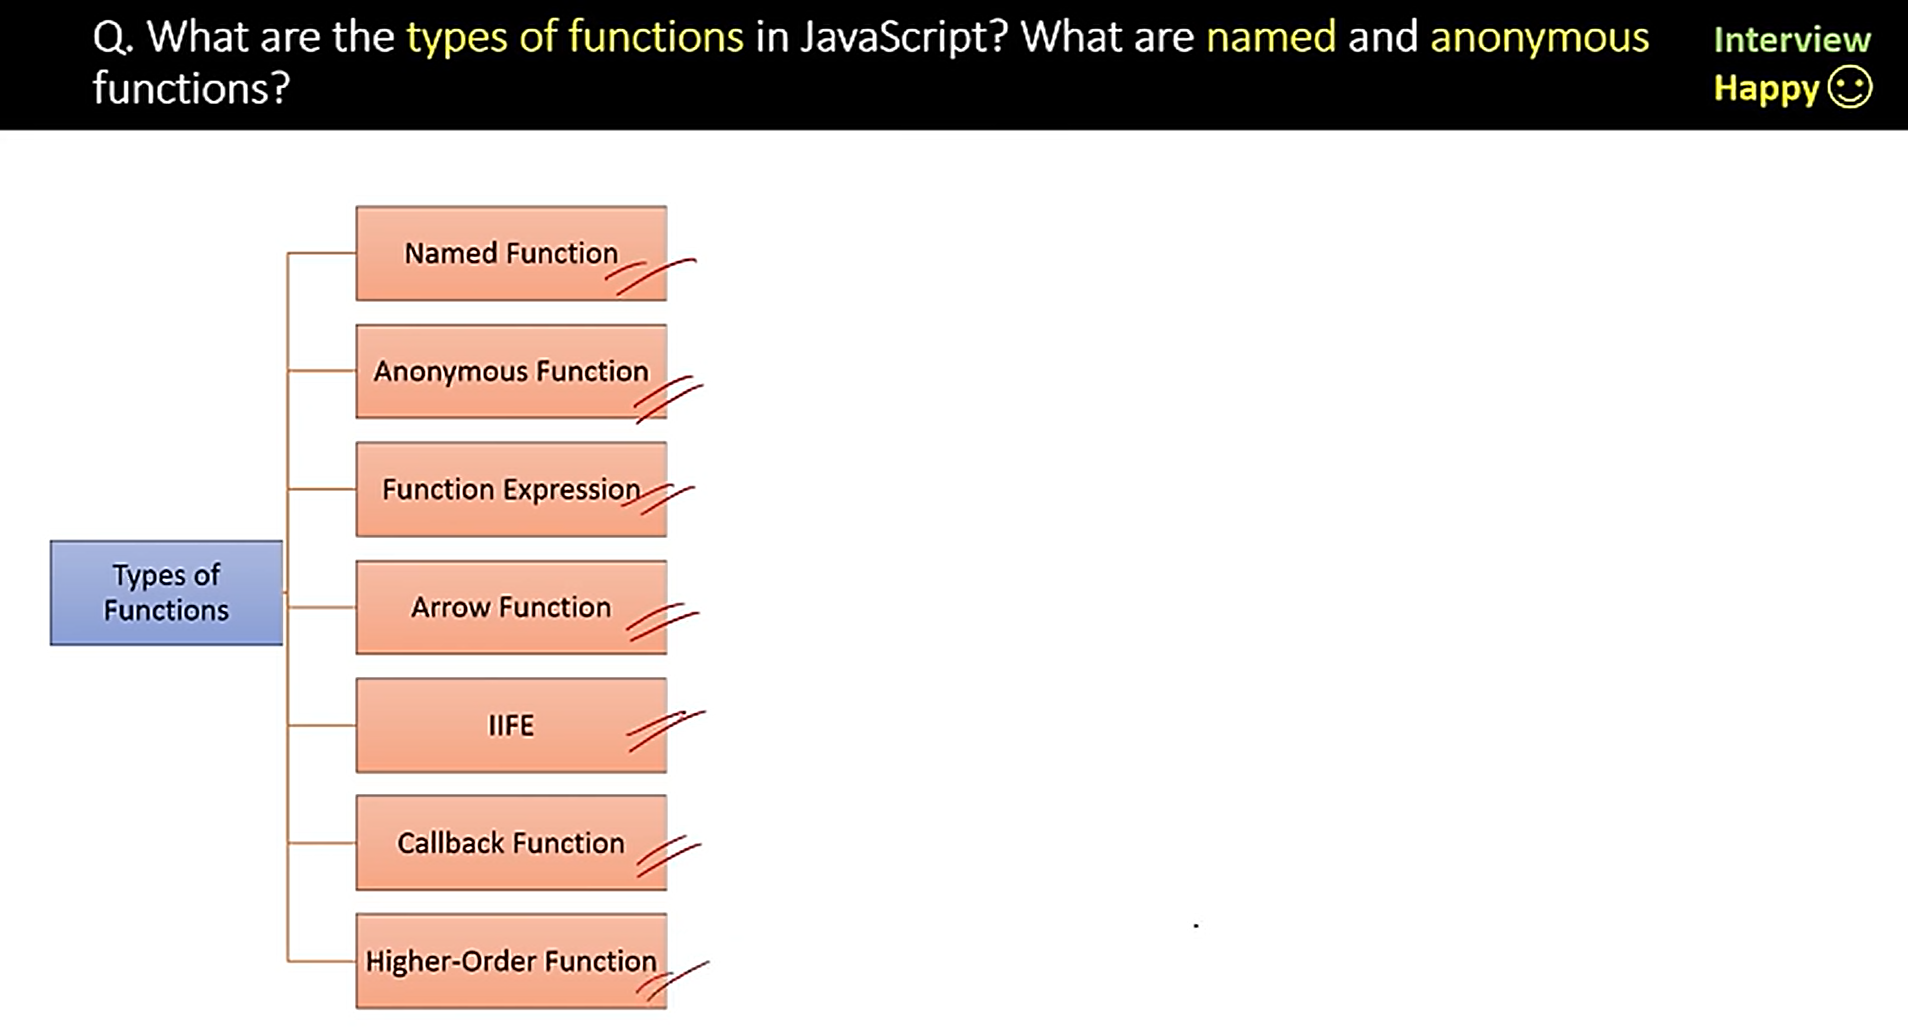 Q. What are the types of functions in JavaScript? What are named and anonymous
functions?
Interview
Happy
Named Function
Anonymous Function
Function Expression
Types of
Functions
Arrow Function
IIFE
Callback Function
Higher-Order Function